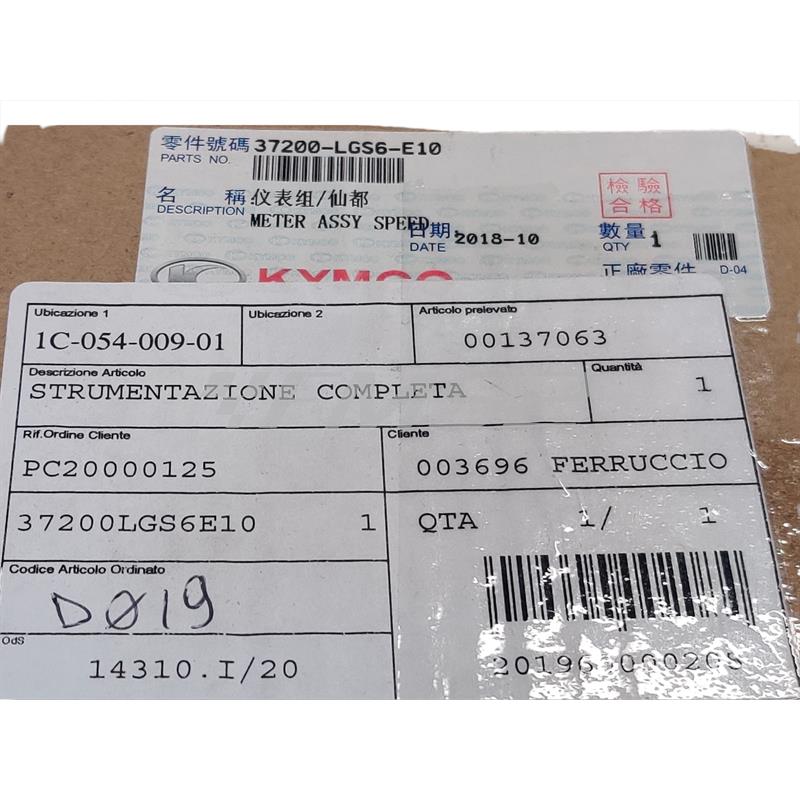 零件號碼 37200-LGS6-E10
PARTS NO.
名稱 仪表组/仙都
DESCRIPTION METER ASSY SPEED
日期: 2018-10
DATE
數量 1
QTY
檢驗
合格
正廠零件 D-04
KYMCO
Ubicazione 1
1C-054-009-01
Ubicazione 2
Articolo prelevato
00137063
Descrizione Articolo
STRUMENTAZIONE COMPLETA
Quantità
1
Rif.Ordine Cliente
PC20000125
Cliente
003696 FERRUCCIO
37200LGS6E10 1
QTA 1/ 1
Codice Articolo Ordinato
DØ19
OdS
14310.I/20